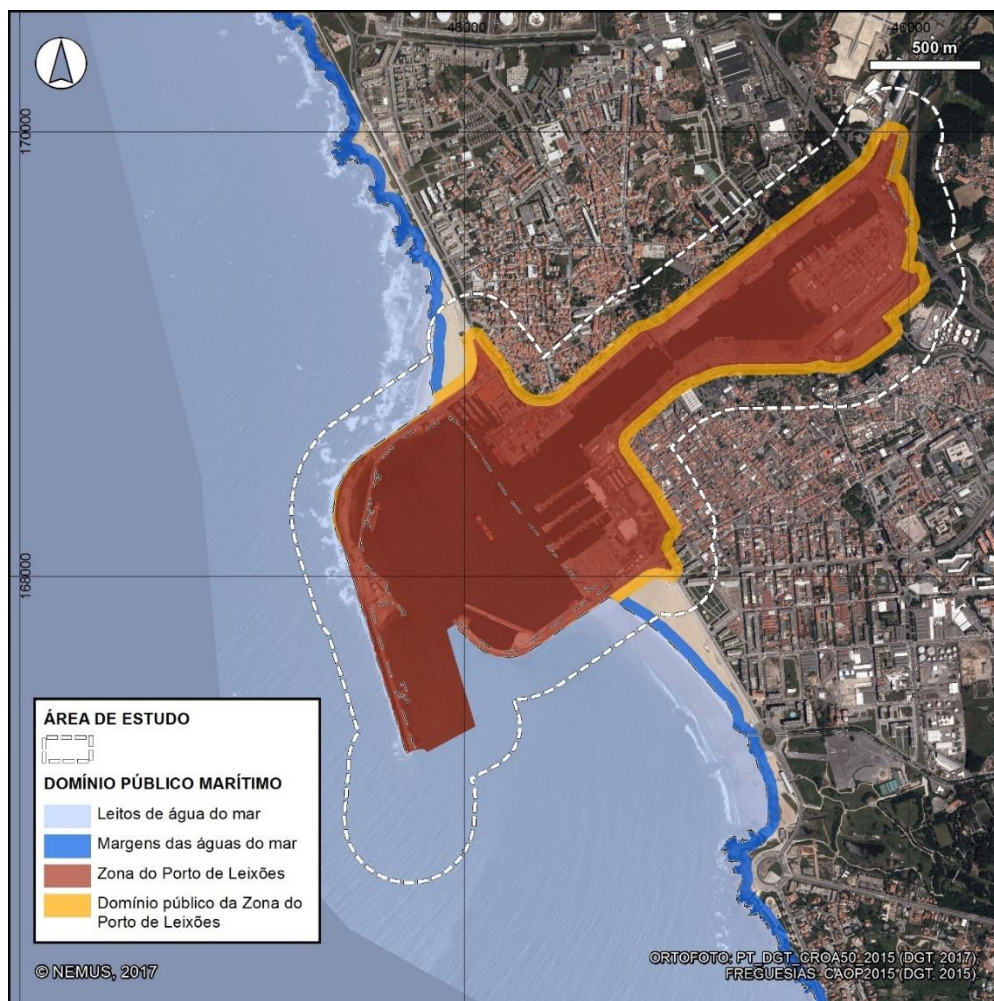 48000
46000
500 m
170000
168000
ÁREA DE ESTUDO
DOMÍNIO PÚBLICO MARÍTIMO
Leitos de água do mar
Margens das águas do mar
Zona do Porto de Leixões
Domínio público da Zona do
Porto de Leixões
© NEMUS, 2017
ORTOFOTO: PT_DGT_CROA50_2015 (DGT, 2017);
FREGUESIAS: CAOP2015 (DGT, 2015)